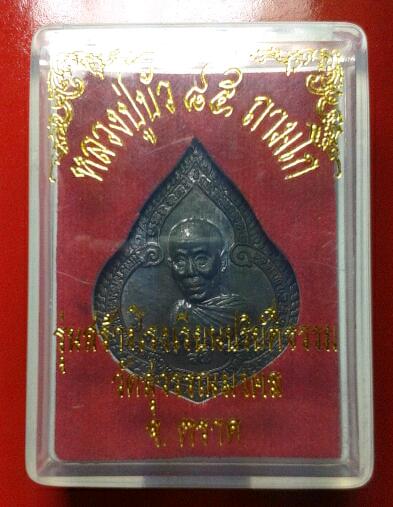 หลวงปู่บัว ๘๕ ถามโก
รุ่นสร้างโรงเรียนปริยัติธรรม
วัดสุวรรณมงคล
จ. ตราด